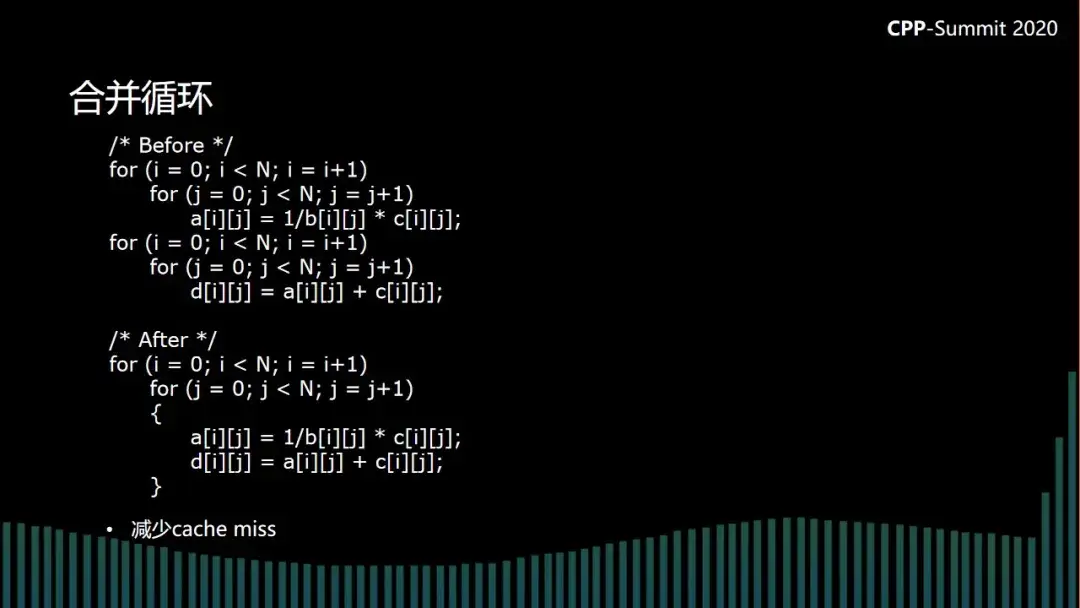 CPP-Summit 2020
合并循环
/* Before */
for (i = 0; i < N; i = i+1)
for (j = 0; j < N; j = j+1)
a[i][j] = 1/b[i][j] * c[i][j];
for (i = 0; i < N; i = i+1)
for (j = 0; j < N; j = j+1)
d[i][j] = a[i][j] + c[i][j];
/* After */
for (i = 0; i < N; i = i+1)
for (j = 0; j < N; j = j+1)
{
a[i][j] = 1/b[i][j] * c[i][j];
d[i][j] = a[i][j] + c[i][j];
}
• 减少cache miss